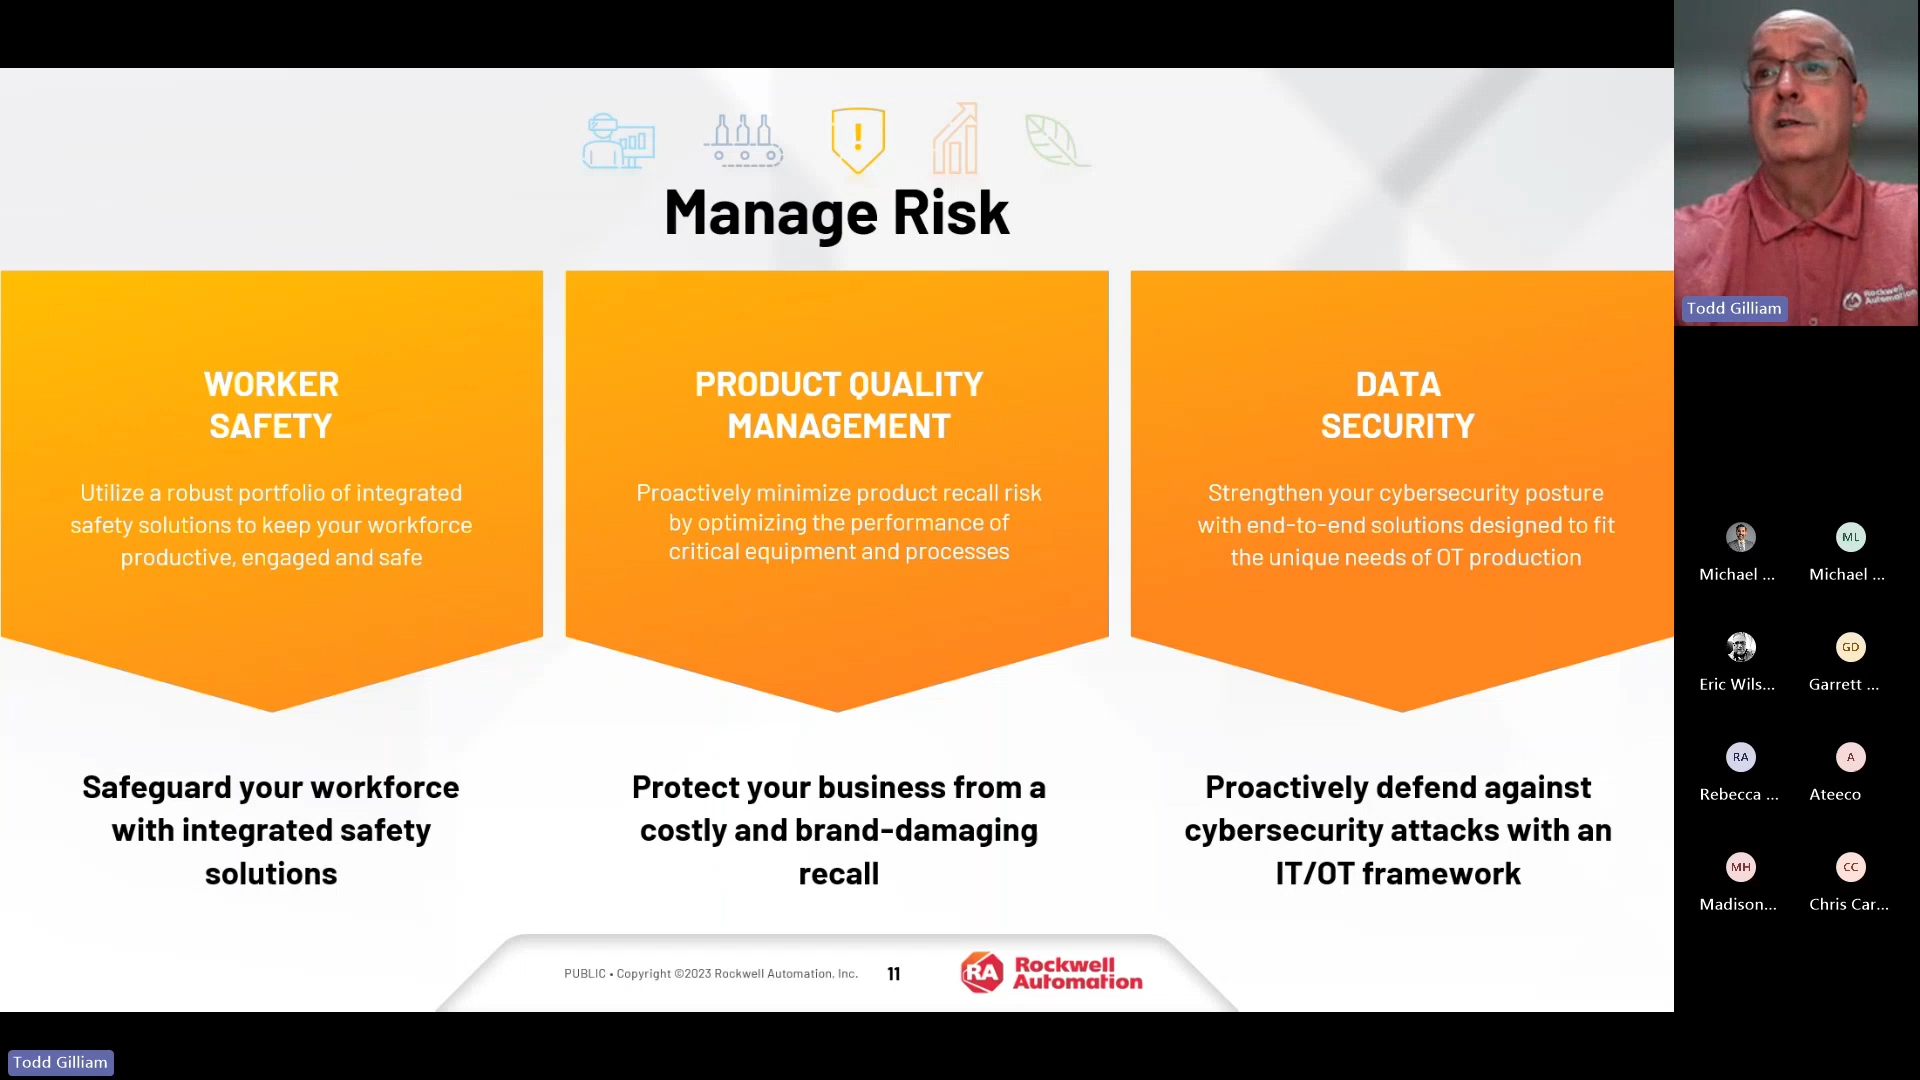 Manage Risk
WORKER
SAFETY
Utilize a robust portfolio of integrated
safety solutions to keep your workforce
productive, engaged and safe
Safeguard your workforce
with integrated safety
solutions
PRODUCT QUALITY
MANAGEMENT
Proactively minimize product recall risk
by optimizing the performance of
critical equipment and processes
Protect your business from a
costly and brand-damaging
recall
DATA
SECURITY
Strengthen your cybersecurity posture
with end-to-end solutions designed to fit
the unique needs of OT production
Proactively defend against
cybersecurity attacks with an
IT/OT framework
PUBLIC • Copyright ©2023 Rockwell Automation, Inc.
11
RA
Rockwell
Automation
Todd Gilliam
Rockwell
Automation
Todd Gilliam
Michael ...
ML
Michael ...
Eric Wils...
GD
Garrett ...
RA
Rebecca ...
A
Ateeco
MH
Madison...
CC
Chris Car...